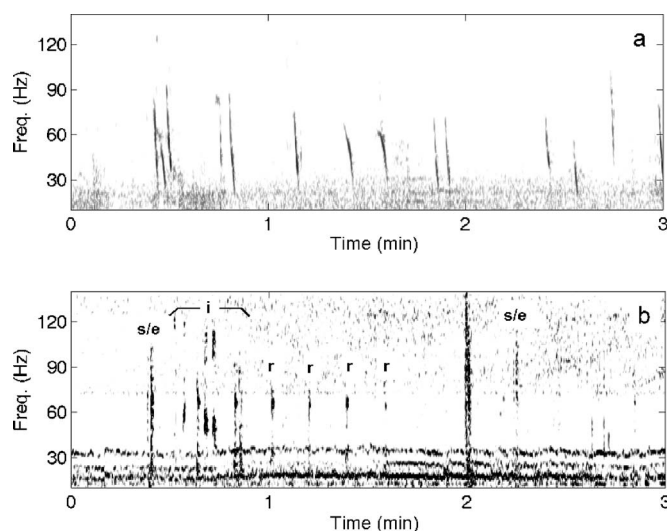 a
120
90
60
30
Freq. (Hz)
0 1 2 3
Time (min)
b
i
s/e s/e
r r r r
120
90
60
30
Freq. (Hz)
0 1 2 3
Time (min)